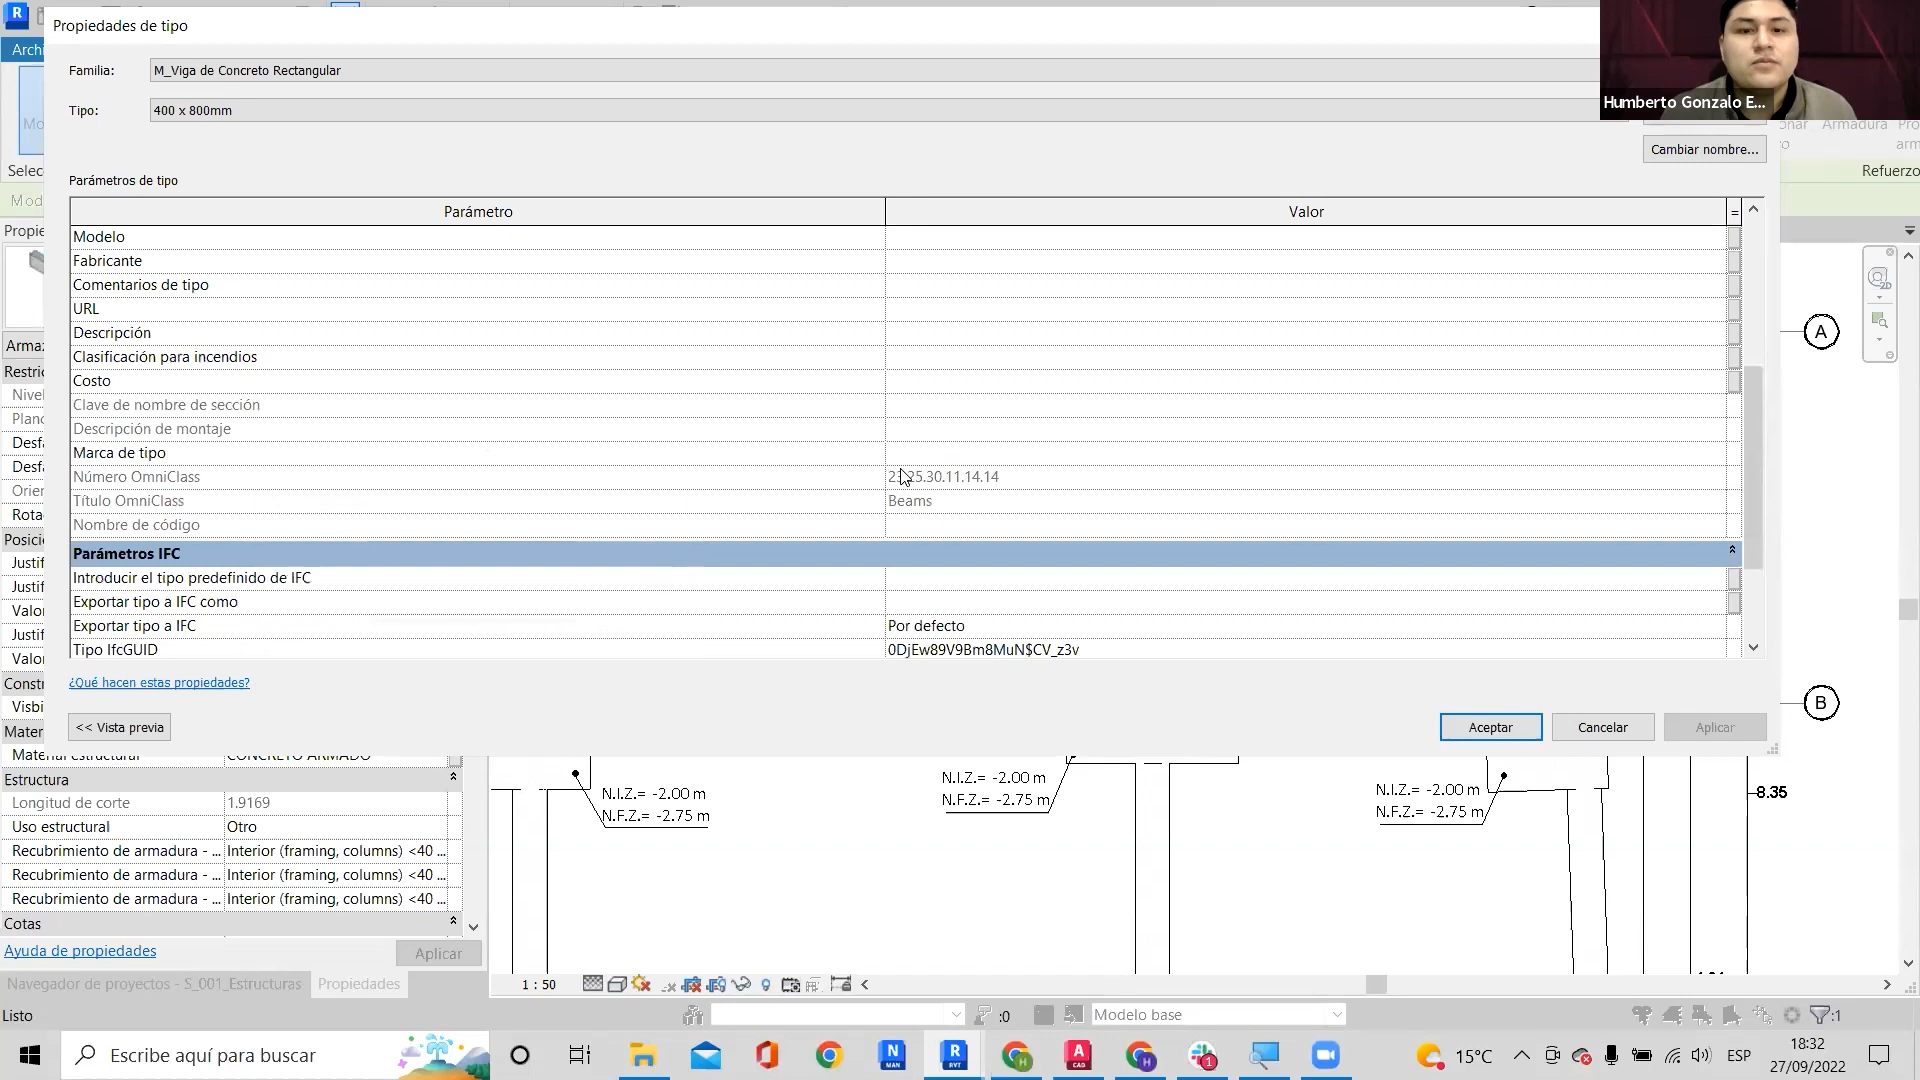 Propiedades de tipo
Familia:
M_Viga de Concreto Rectangular
Tipo:
400 x 800mm
Humberto Gonzalo E...
Cambiar nombre...
Armadura
Refuerzo
Parámetros de tipo
Parámetro
Valor
=
Modelo
Fabricante
Comentarios de tipo
URL
Descripción
Clasificación para incendios
Costo
Clave de nombre de sección
Descripción de montaje
Marca de tipo
Número OmniClass
Título OmniClass
Beams
Nombre de código
Parámetros IFC
Introducir el tipo predefinido de IFC
Exportar tipo a IFC como
Exportar tipo a IFC
Por defecto
Tipo IfcGUID
0DjEw89V9Bm8MuN$CV_z3v
¿Qué hacen estas propiedades?
<< Vista previa
Aceptar
Cancelar
Aplicar
A
B
2D
Estructura
Longitud de corte
1.9169
Uso estructural
Otro
Recubrimiento de armadura - ...
Interior (framing, columns) <40 ...
Recubrimiento de armadura - ...
Interior (framing, columns) <40 ...
Recubrimiento de armadura - ...
Interior (framing, columns) <40 ...
Cotas
Ayuda de propiedades
Aplicar
Navegador de proyectos - S_001_Estructuras
Propiedades
N.I.Z.= -2.00 m
N.F.Z.= -2.75 m
N.I.Z.= -2.00 m
N.F.Z.= -2.75 m
N.I.Z.= -2.00 m
N.F.Z.= -2.75 m
8.35
1 : 50
Listo
:0
Modelo base
:1
Escribe aquí para buscar
15°C
ESP
18:32
27/09/2022